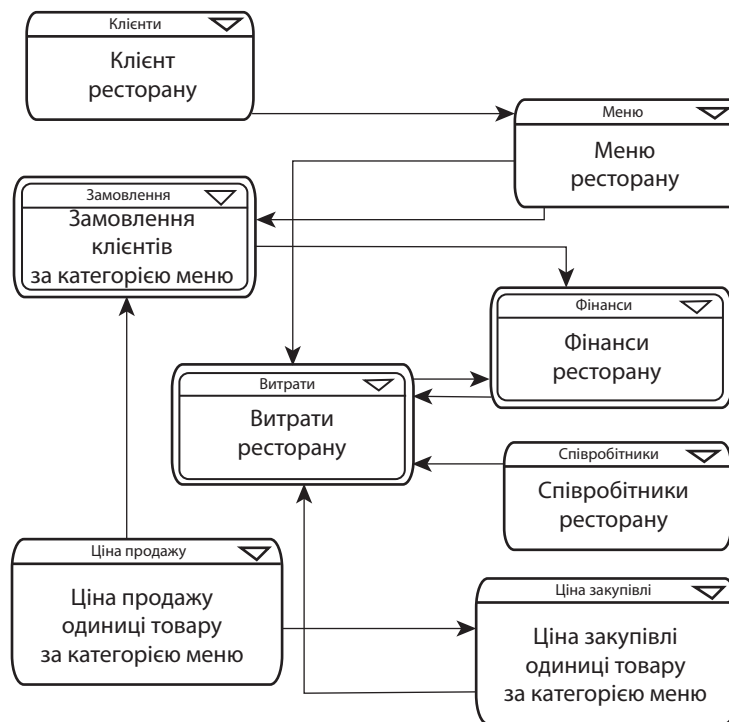 Клієнти
Клієнт
ресторану
Меню
Меню
ресторану
Замовлення
Замовлення
клієнтів
за категорією меню
Фінанси
Фінанси
ресторану
Витрати
Витрати
ресторану
Співробітники
Співробітники
ресторану
Ціна продажу
Ціна продажу
одиниці товару
за категорією меню
Ціна закупівлі
Ціна закупівлі
одиниці товару
за категорією меню